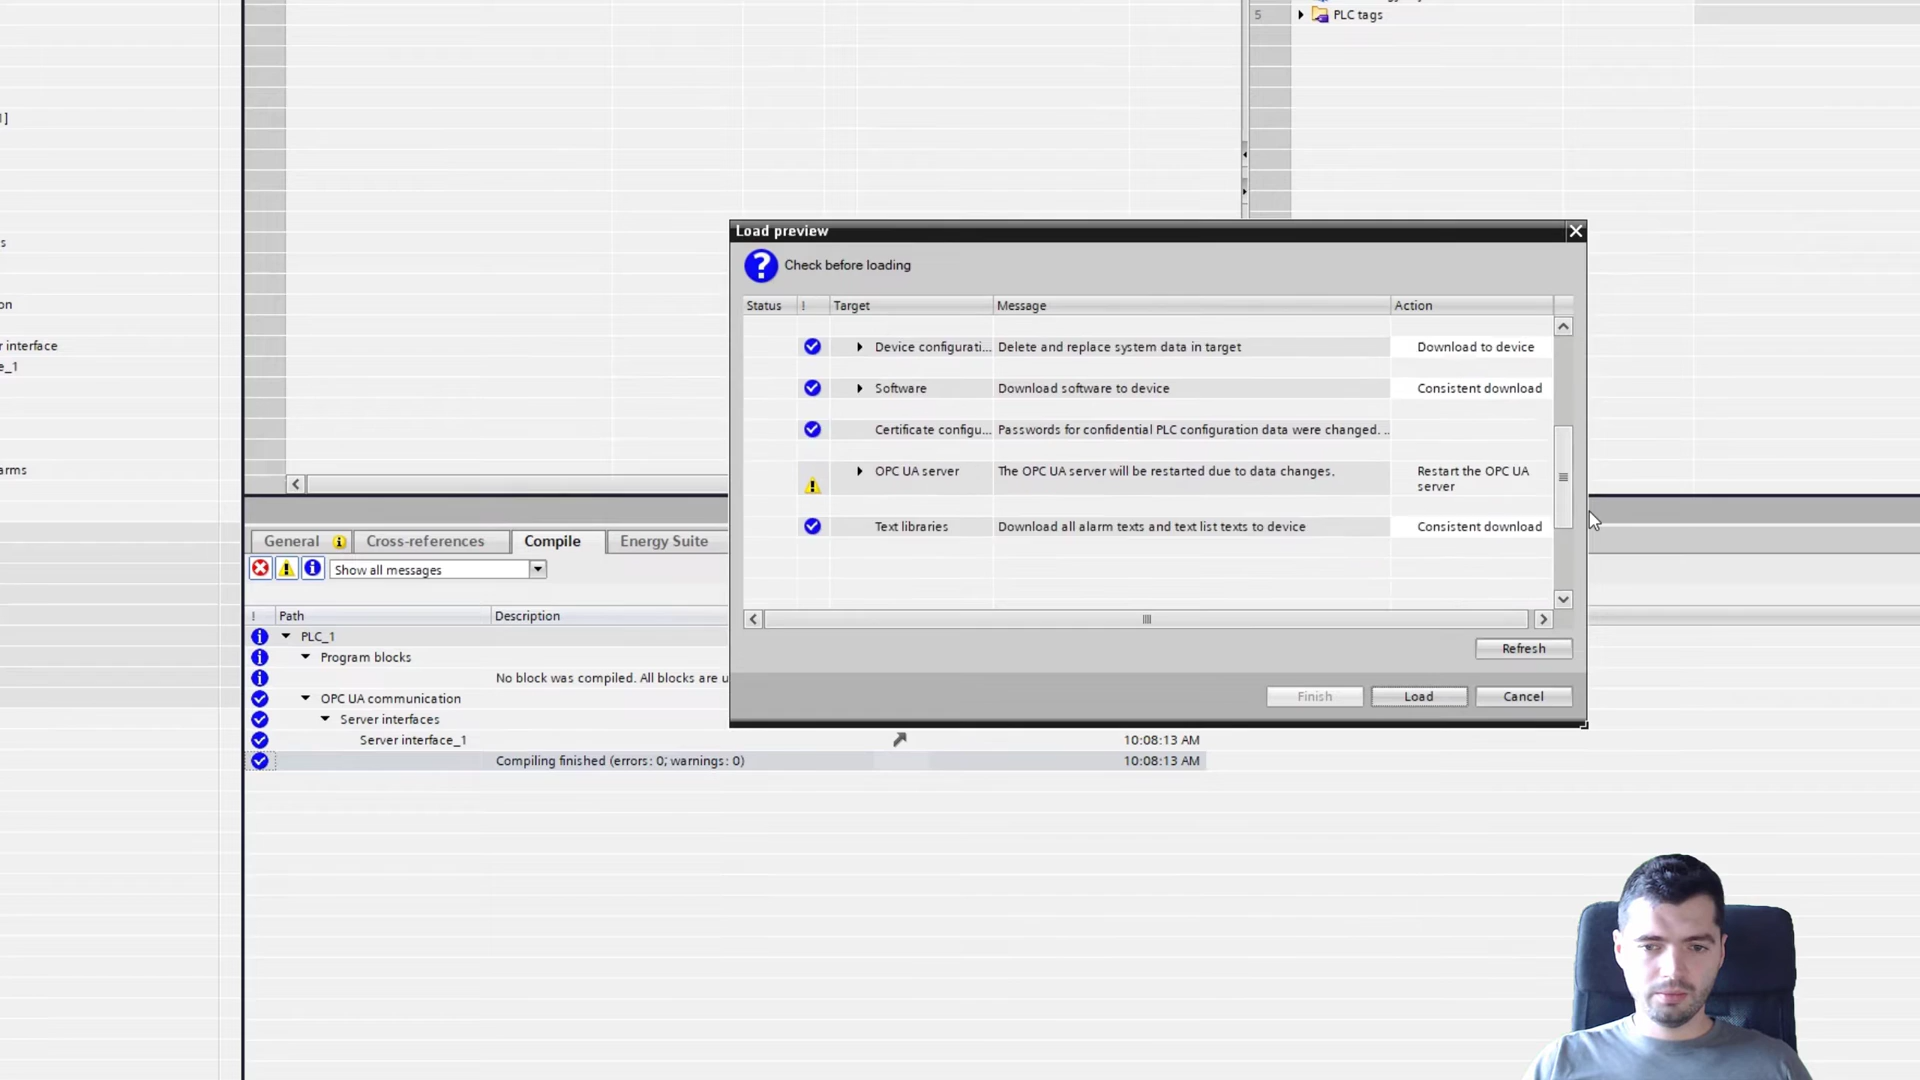 5 PLC tags
]
s
on
r interface
e_1
arms
Load preview
Check before loading
Status ! Target Message Action
Device configurati... Delete and replace system data in target Download to device
Software Download software to device Consistent download
Certificate configu... Passwords for confidential PLC configuration data were changed. ..
OPC UA server The OPC UA server will be restarted due to data changes. Restart the OPC UA
server
Text libraries Download all alarm texts and text list texts to device Consistent download
Refresh
Finish Load Cancel
General Cross-references Compile Energy Suite
Show all messages
! Path Description
PLC_1
Program blocks
No block was compiled. All blocks are u
OPC UA communication
Server interfaces
Server interface_1 10:08:13 AM
Compiling finished (errors: 0; warnings: 0) 10:08:13 AM